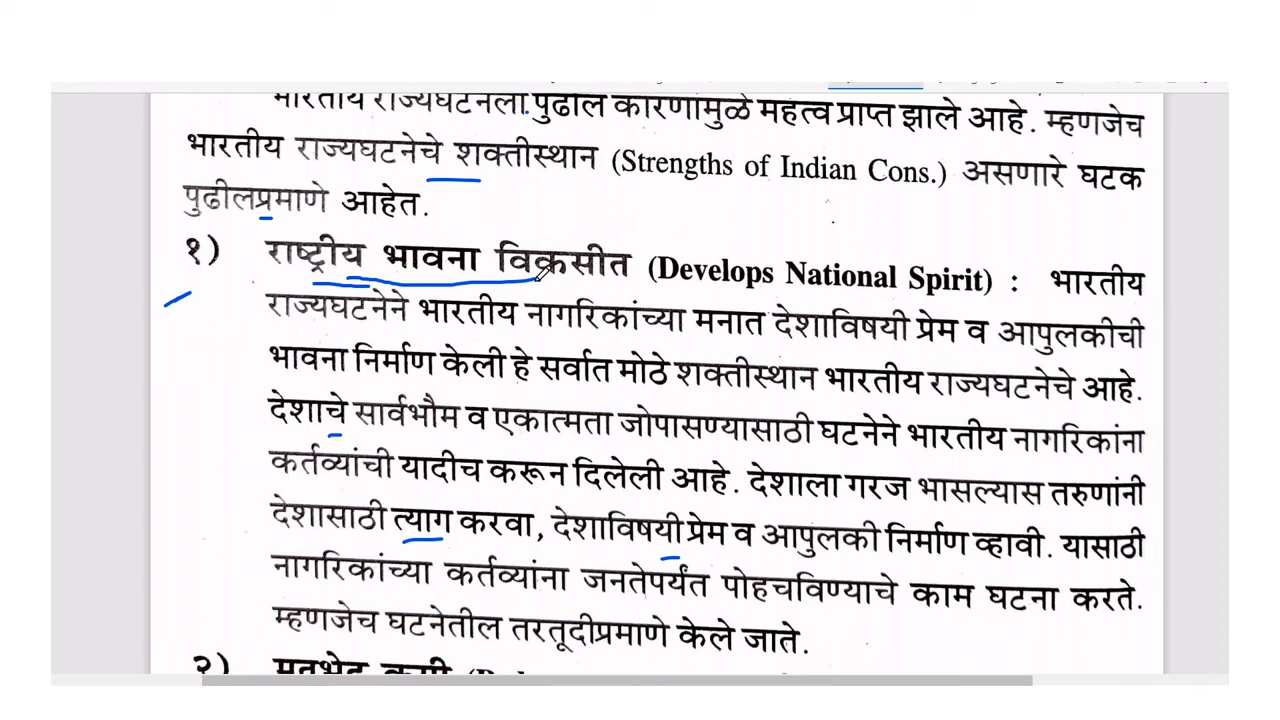 भारतीय राज्यघटनेला पुढील कारणांमुळे महत्व प्राप्त झाले आहे. म्हणजेच
भारतीय राज्यघटनेचे शक्तीस्थान (Strengths of Indian Cons.) असणारे घटक
पुढीलप्रमाणे आहेत.
१) राष्ट्रीय भावना विकसीत (Develops National Spirit) : भारतीय
राज्यघटनेने भारतीय नागरिकांच्या मनात देशाविषयी प्रेम व आपुलकीची
भावना निर्माण केली हे सर्वात मोठे शक्तीस्थान भारतीय राज्यघटनेचे आहे.
देशाचे सार्वभौम व एकात्मता जोपासण्यासाठी घटनेने भारतीय नागरिकांना
कर्तव्यांची यादीच करून दिलेली आहे. देशाला गरज भासल्यास तरुणांनी
देशासाठी त्याग करवा, देशाविषयी प्रेम व आपुलकी निर्माण व्हावी. यासाठी
नागरिकांच्या कर्तव्यांना जनतेपर्यंत पोहचविण्याचे काम घटना करते.
म्हणजेच घटनेतील तरतूदीप्रमाणे केले जाते.
२) मतभेद कमी